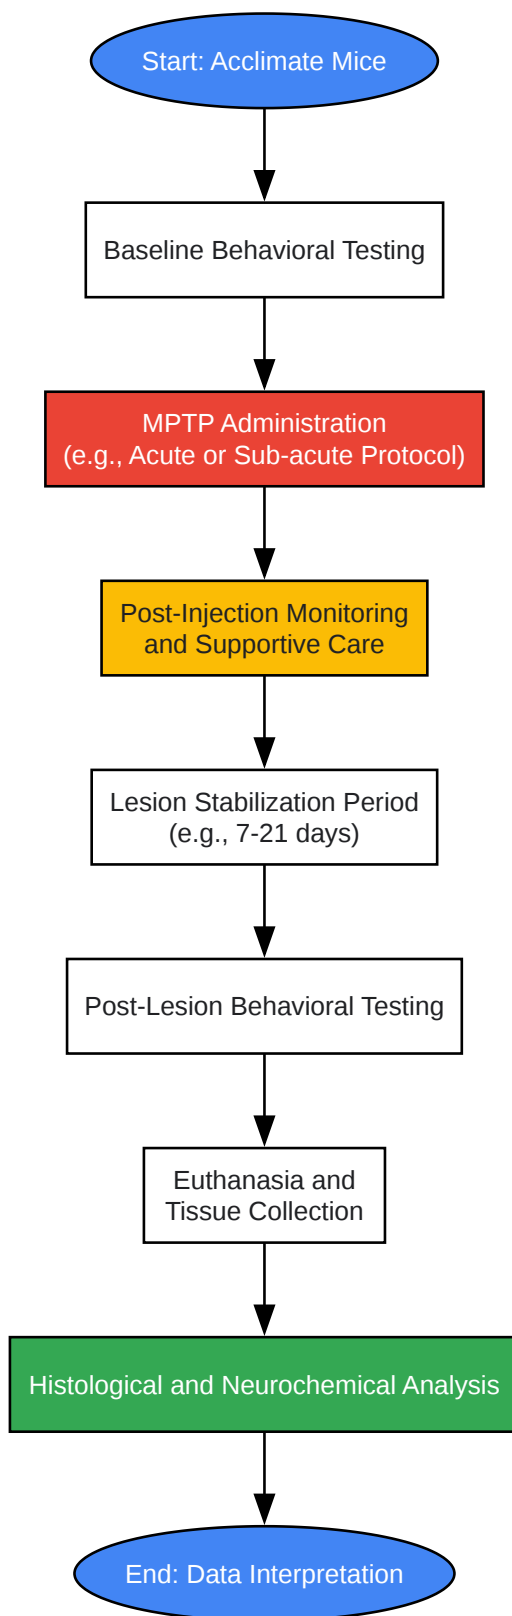 Start: Acclimate Mice
Baseline Behavioral Testing
MPTP Administration
(e.g., Acute or Sub-acute Protocol)
Post-Injection Monitoring
and Supportive Care
Lesion Stabilization Period
(e.g., 7-21 days)
Post-Lesion Behavioral Testing
Euthanasia and
Tissue Collection
Histological and Neurochemical Analysis
End: Data Interpretation